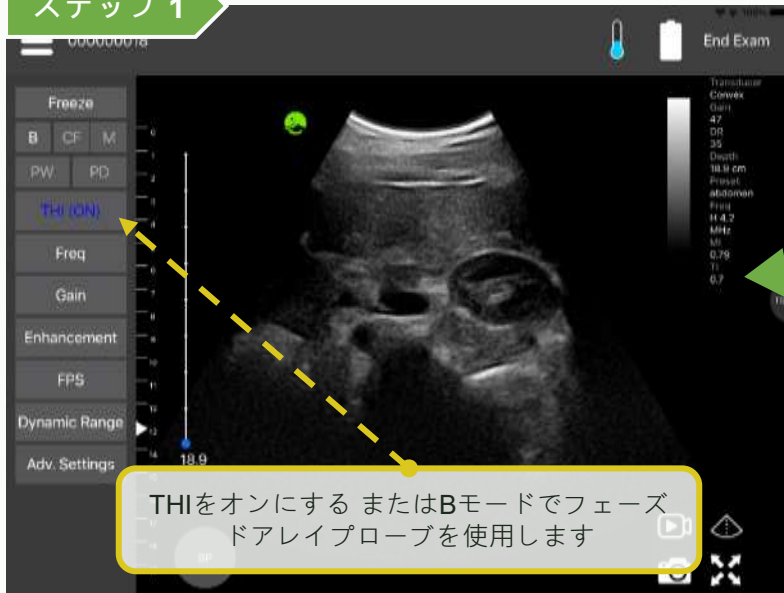 ステップ 1
000000018
End Exam
Freeze
B CF M
PW PD
THI (ON)
Freq
Gain
Enhancement
FPS
Dynamic Range
Adv. Settings
18.9
Transducer
Convex
Gain
47
DR
35
Depth
18.9 cm
Preset
abdomen
Freq
H 4.2
MHz
MI
0.79
TI
0.7
THIをオンにする またはBモードでフェーズ
ドアレイプローブを使用します